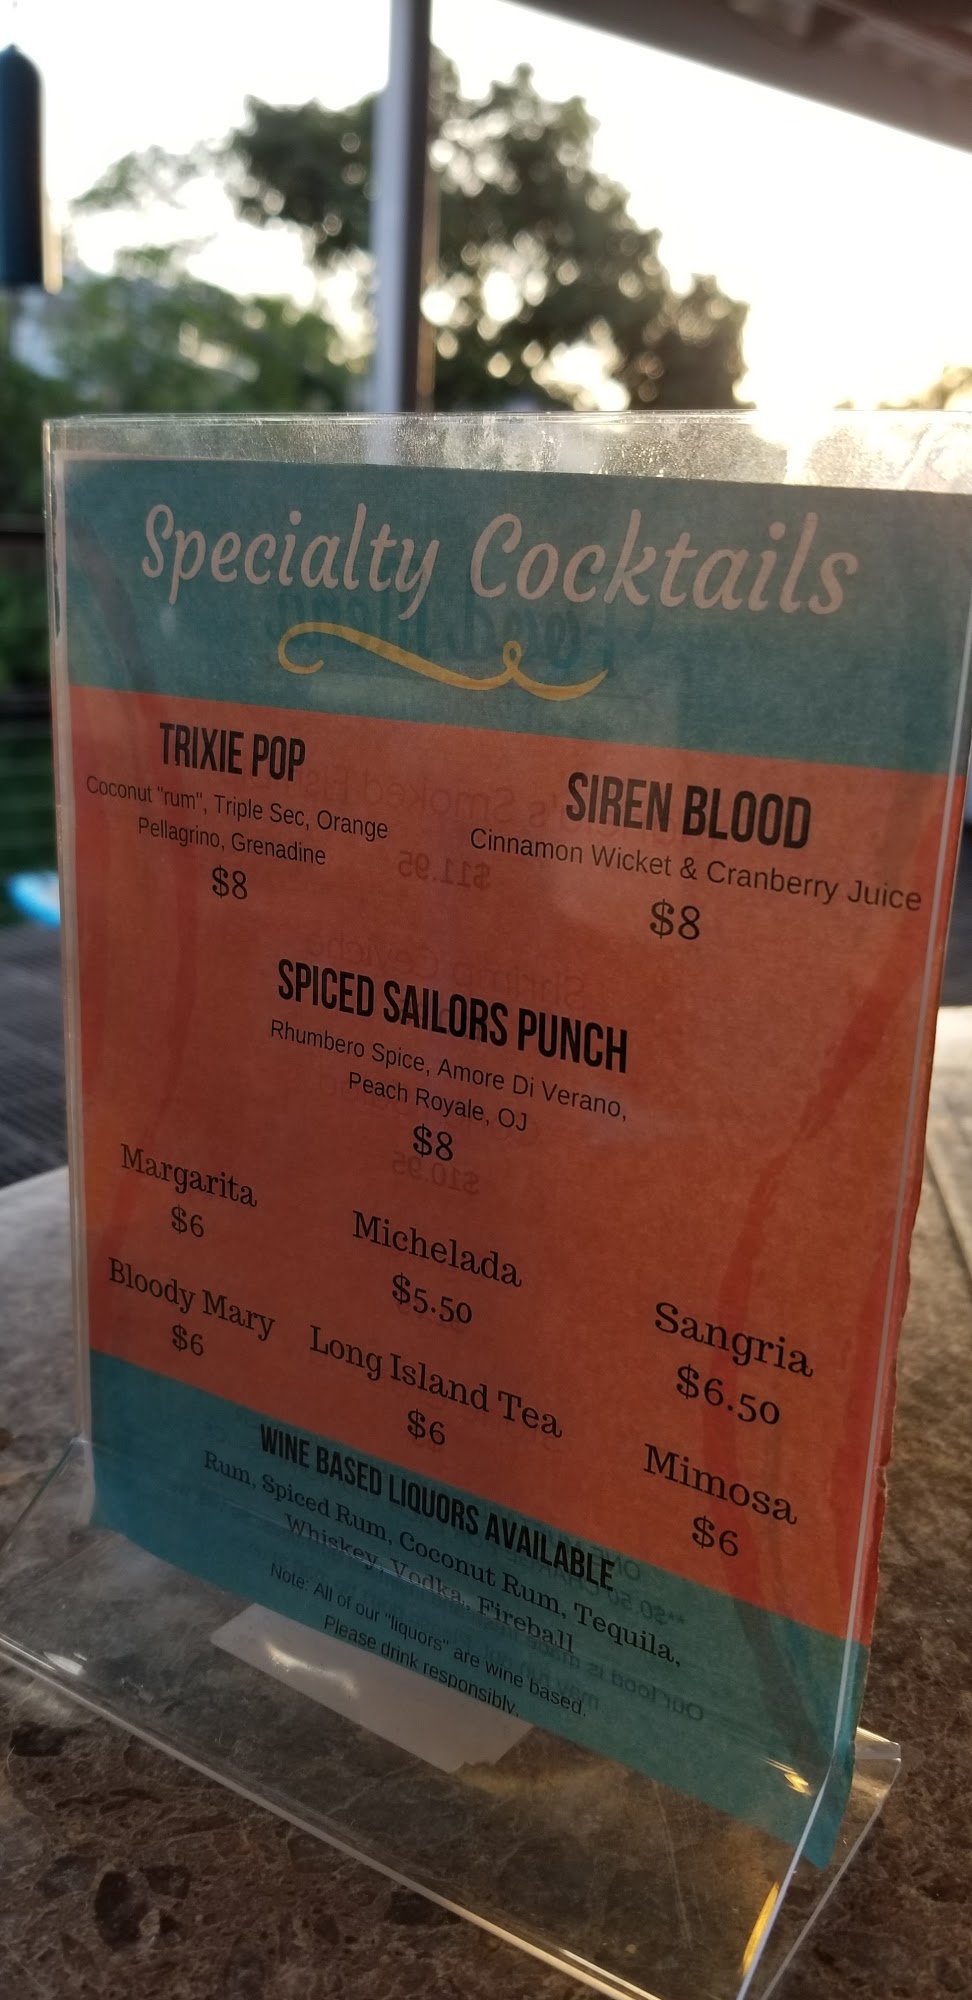 Specialty Cocktails
TRIXIE POP
Coconut "rum", Triple Sec, Orange
Pellagrino, Grenadine
$8
SIREN BLOOD
Cinnamon Wicket & Cranberry Juice
$8
SPICED SAILORS PUNCH
Rhumbero Spice, Amore Di Verano,
Peach Royale, OJ
$8
Margarita
$6
Michelada
$5.50
Sangria
$6.50
Bloody Mary
$6
Long Island Tea
$6
Mimosa
$6
WINE BASED LIQUORS AVAILABLE
Rum, Spiced Rum, Coconut Rum, Tequila,
Whiskey, Vodka, Fireball
Note: All of our "liquors" are wine based.
Please drink responsibly.